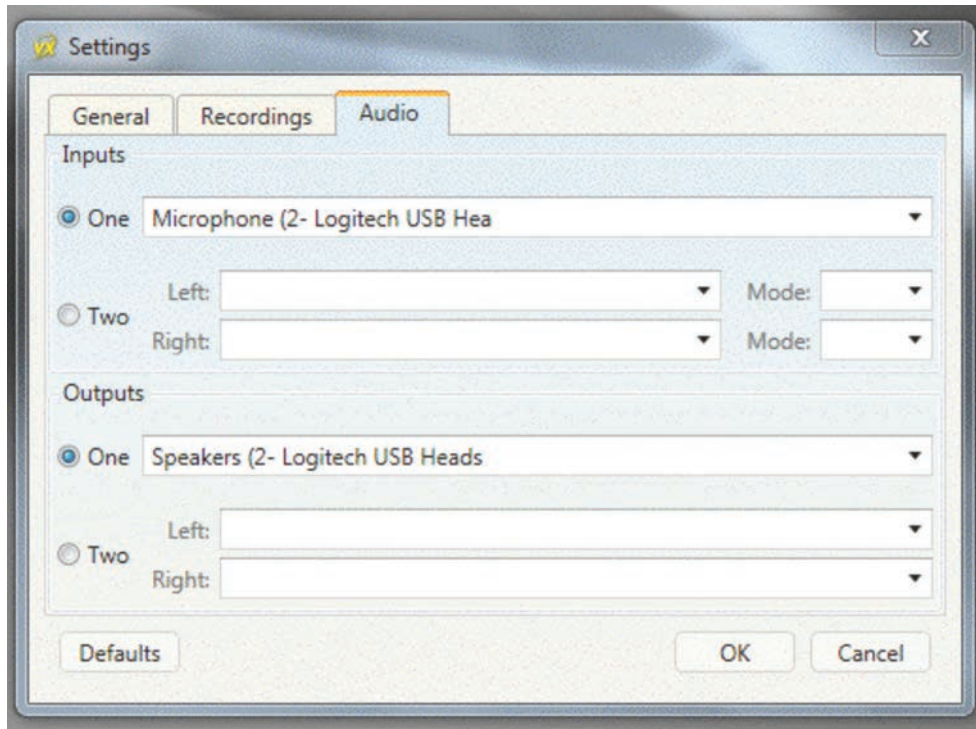 VX Settings
General Recordings Audio
Inputs
One Microphone (2- Logitech USB Hea
Left: Mode:
Two
Right: Mode:
Outputs
One Speakers (2- Logitech USB Heads
Left:
Two
Right:
Defaults OK Cancel